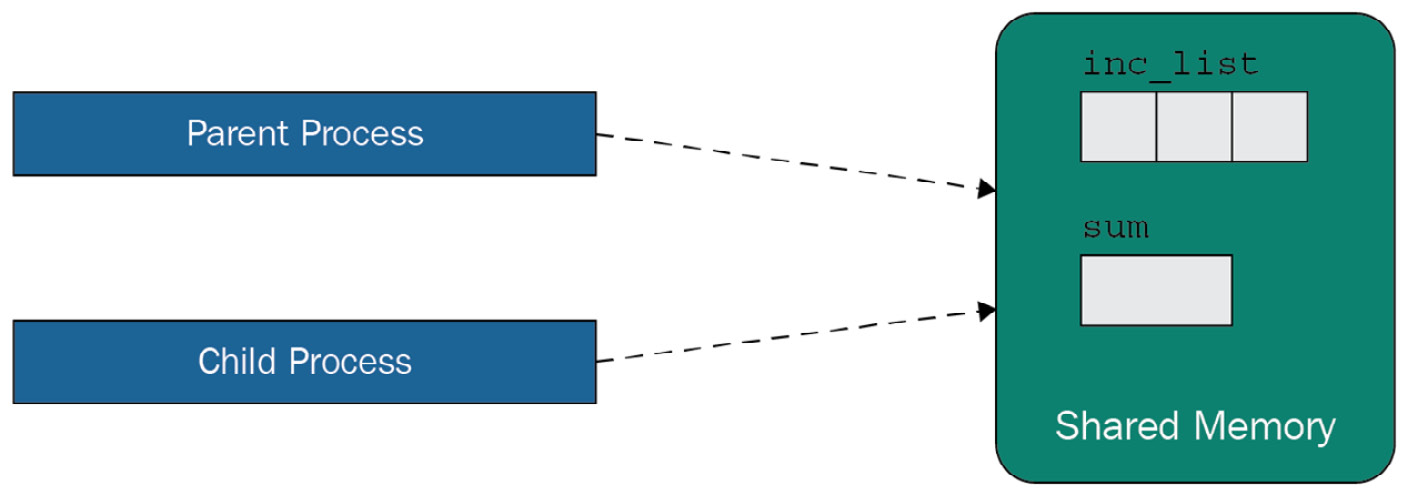 Parent Process
Child Process
inc_list
sum
Shared Memory